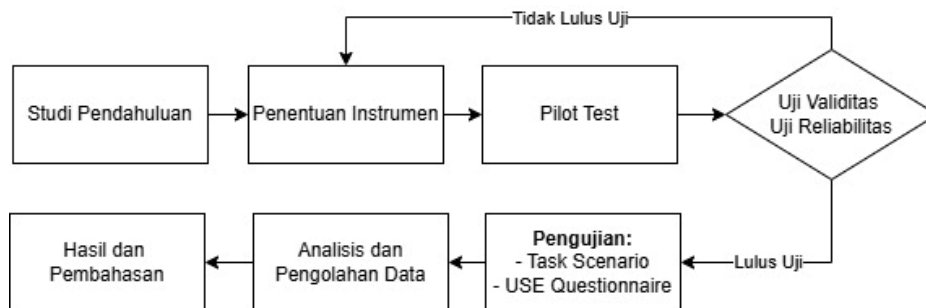 Tidak Lulus Uji
Studi Pendahuluan
Penentuan Instrumen
Pilot Test
Uji Validitas
Uji Reliabilitas
Hasil dan
Pembahasan
Analisis dan
Pengolahan Data
Pengujian:
- Task Scenario
- USE Questionnaire
Lulus Uji